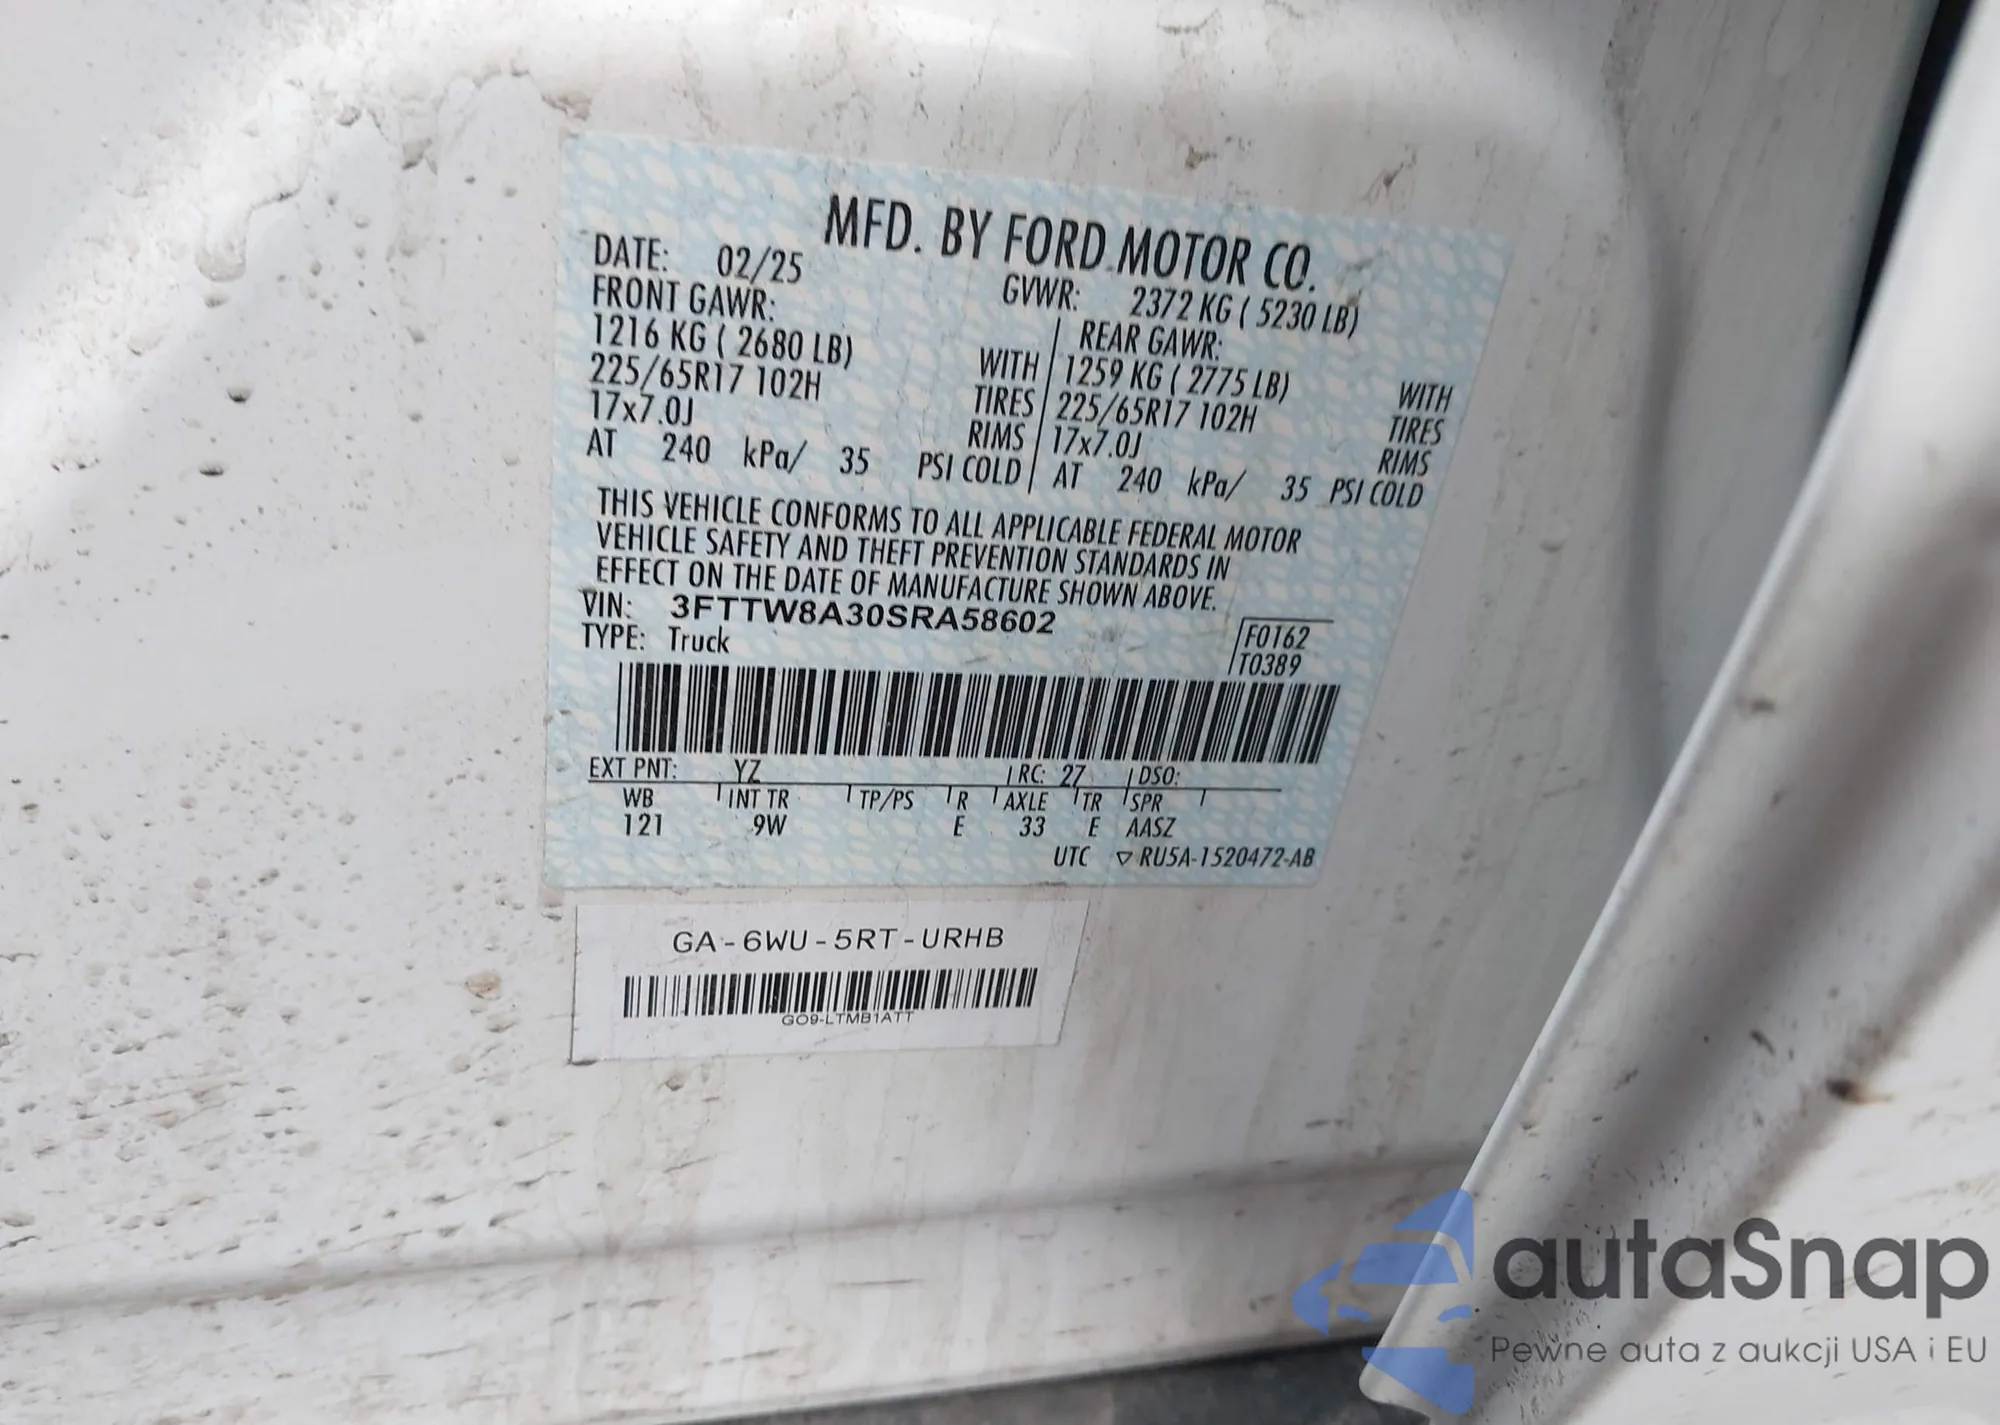 MFD. BY FORD MOTOR CO.
DATE: 02/25 GVWR: 2372 KG ( 5230 LB)
FRONT GAWR: REAR GAWR:
1216 KG ( 2680 LB) WITH 1259 KG ( 2775 LB) WITH
225/65R17 102H TIRES 225/65R17 102H TIRES
17x7.0J RIMS 17x7.0J RIMS
AT 240 kPa/ 35 PSI COLD AT 240 kPa/ 35 PSI COLD
THIS VEHICLE CONFORMS TO ALL APPLICABLE FEDERAL MOTOR
VEHICLE SAFETY AND THEFT PREVENTION STANDARDS IN
EFFECT ON THE DATE OF MANUFACTURE SHOWN ABOVE.
VIN: 3FTTW8A30SRA58602
TYPE: Truck
F0162
T0389
EXT PNT: YZ RC: 27 DSO:
WB INT TR TP/PS R AXLE TR SPR
121 9W E 33 E AASZ
UTC ▽ RU5A-1520472-AB
GA-6WU-5RT-URHB
GO9-LTMB1ATT
autaSnap
Pewne auta z aukcji USA i EU